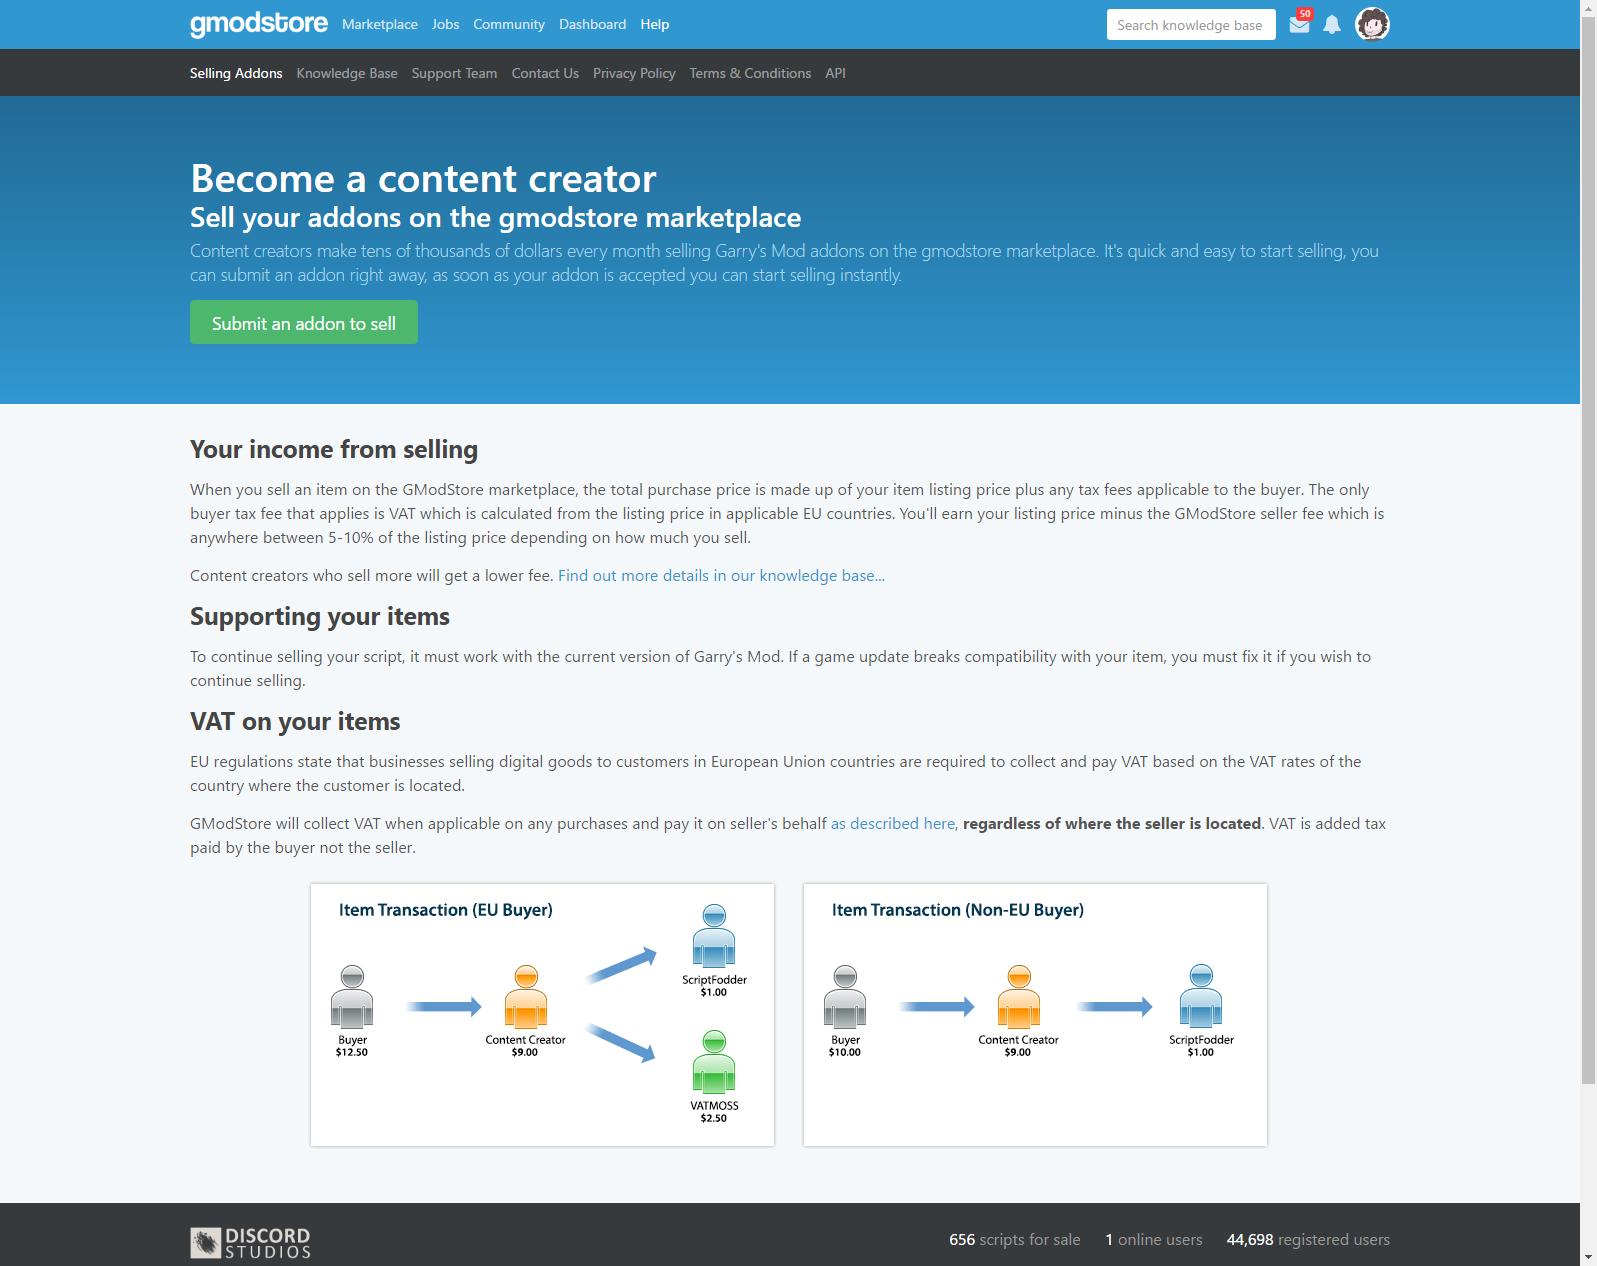 gmodstore Marketplace Jobs Community Dashboard Help Search knowledge base 50
Selling Addons Knowledge Base Support Team Contact Us Privacy Policy Terms & Conditions API
Become a content creator
Sell your addons on the gmodstore marketplace
Content creators make tens of thousands of dollars every month selling Garry's Mod addons on the gmodstore marketplace. It's quick and easy to start selling, you
can submit an addon right away, as soon as your addon is accepted you can start selling instantly.
Submit an addon to sell
Your income from selling
When you sell an item on the GModStore marketplace, the total purchase price is made up of your item listing price plus any tax fees applicable to the buyer. The only
buyer tax fee that applies is VAT which is calculated from the listing price in applicable EU countries. You'll earn your listing price minus the GModStore seller fee which is
anywhere between 5-10% of the listing price depending on how much you sell.
Content creators who sell more will get a lower fee. Find out more details in our knowledge base...
Supporting your items
To continue selling your script, it must work with the current version of Garry's Mod. If a game update breaks compatibility with your item, you must fix it if you wish to
continue selling.
VAT on your items
EU regulations state that businesses selling digital goods to customers in European Union countries are required to collect and pay VAT based on the VAT rates of the
country where the customer is located.
GModStore will collect VAT when applicable on any purchases and pay it on seller's behalf as described here, regardless of where the seller is located. VAT is added tax
paid by the buyer not the seller.
Item Transaction (EU Buyer)
Buyer
$12.50
Content Creator
$9.00
ScriptFodder
$1.00
VATMOSS
$2.50
Item Transaction (Non-EU Buyer)
Buyer
$10.00
Content Creator
$9.00
ScriptFodder
$1.00
DISCORD
STUDIOS
656 scripts for sale 1 online users 44,698 registered users